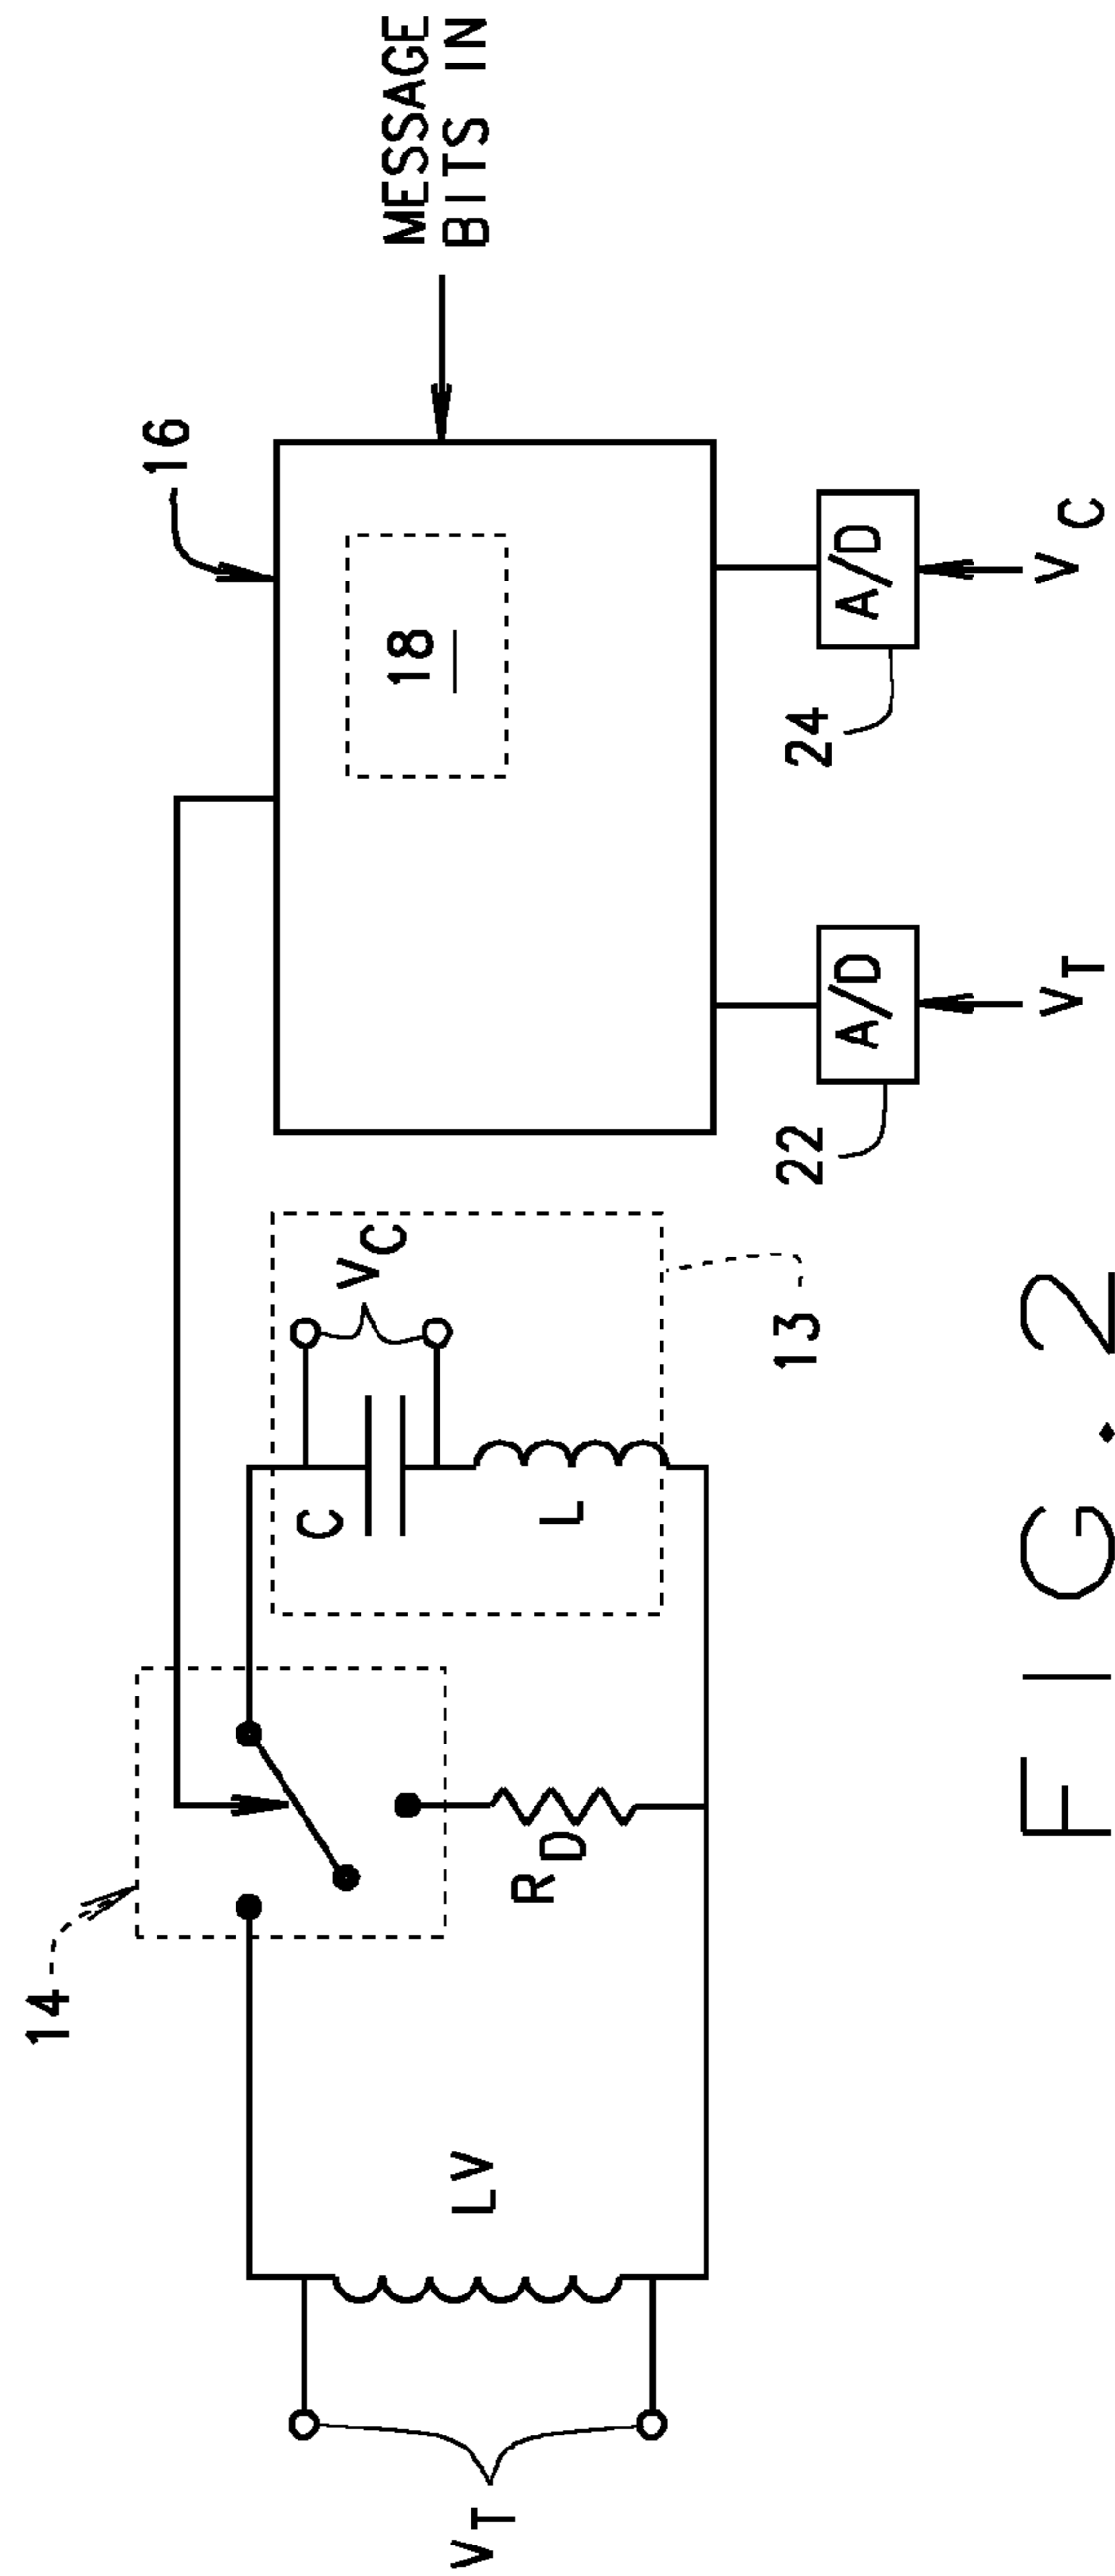 14
16
MESSAGE
BITS IN
V_T
LV
R_D
C
L
V_C
13
18
22
A/D
V_T
24
A/D
V_C
FIG. 2